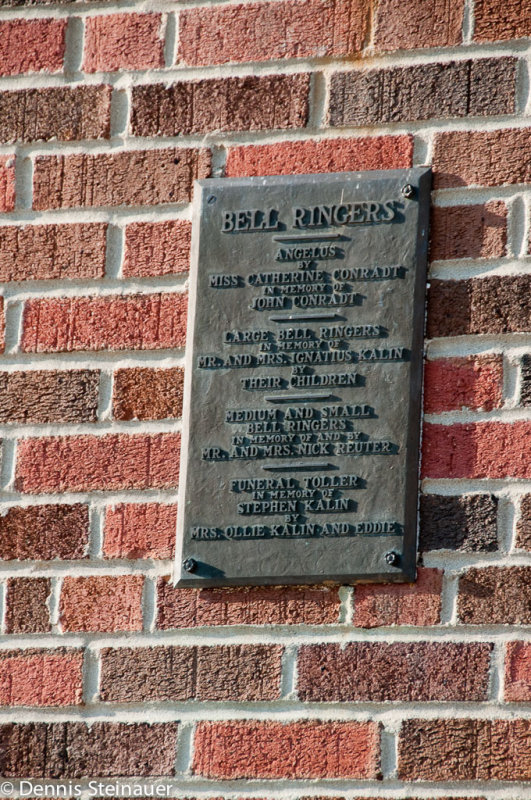 BELL RINGERS
ANGELUS
BY
MISS CATHERINE CONRADT
IN MEMORY OF
JOHN CONRADT
LARGE BELL RINGERS
IN MEMORY OF
MR. AND MRS. IGNATIUS KALIN
BY
THEIR CHILDREN
MEDIUM AND SMALL
BELL RINGERS
IN MEMORY OF AND BY
MR. AND MRS. NICK REUTER
FUNERAL TOLLER
IN MEMORY OF
STEPHEN KALIN
BY
MRS. OLLIE KALIN AND EDDIE
© Dennis Steinauer